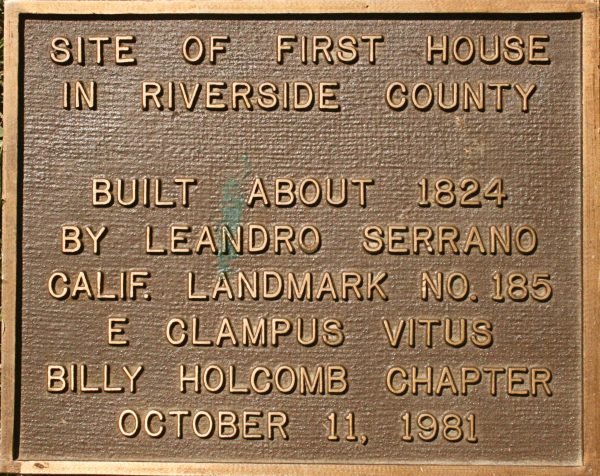 SITE OF FIRST HOUSE
IN RIVERSIDE COUNTY
BUILT ABOUT 1824
BY LEANDRO SERRANO
CALIF. LANDMARK NO. 185
E CLAMPUS VITUS
BILLY HOLCOMB CHAPTER
OCTOBER 11, 1981